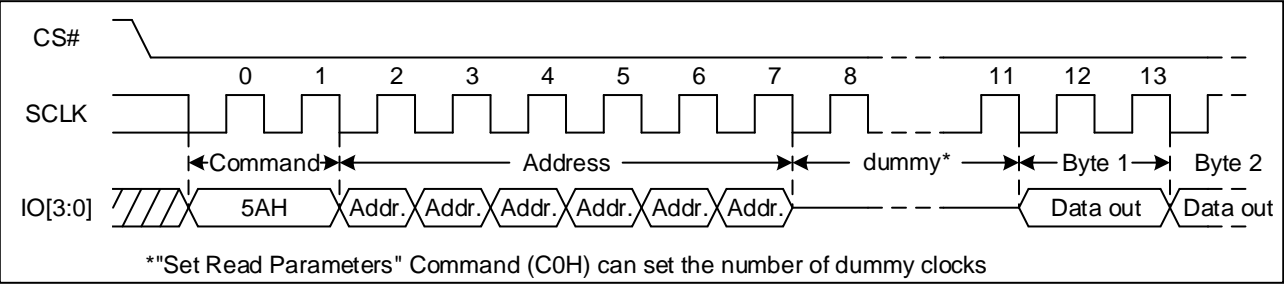 CS#
0 1 2 3 4 5 6 7 8 11 12 13
SCLK
Command Address dummy* Byte 1 Byte 2
IO[3:0] 5AH Addr. Addr. Addr. Addr. Addr. Addr. Data out Data out
*"Set Read Parameters" Command (C0H) can set the number of dummy clocks